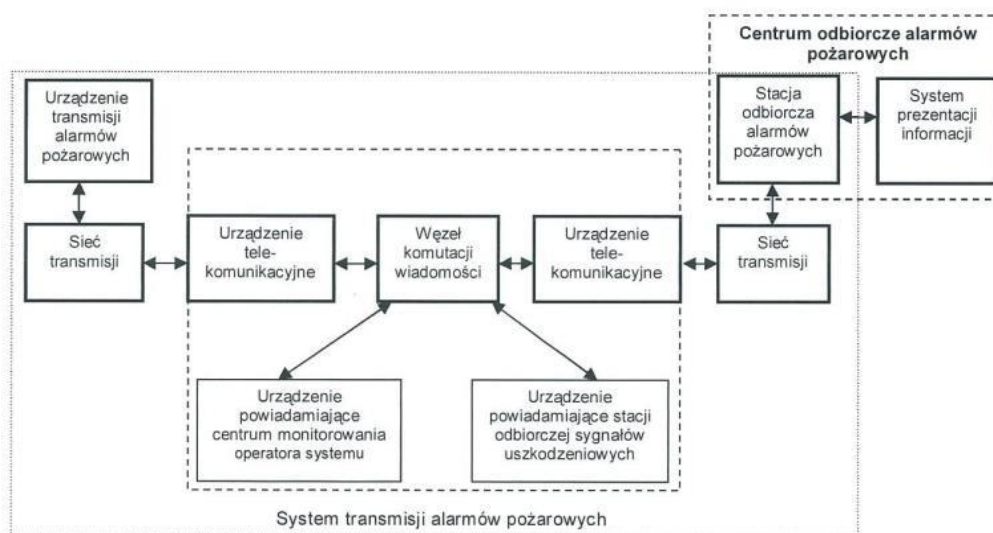 Centrum odbiorcze alarmów
pożarowych
Urządzenie
transmisji
alarmów
pożarowych
Stacja
odbiorcza
alarmów
pożarowych
System
prezentacji
informacji
Sieć
transmisji
Urządzenie
tele-
komunikacyjne
Węzeł
komutacji
wiadomości
Urządzenie
tele-
komunikacyjne
Sieć
transmisji
Urządzenie
powiadamiające
centrum monitorowania
operatora systemu
Urządzenie
powiadamiające stacji
odbiorczej sygnałów
uszkodzeniowych
System transmisji alarmów pożarowych